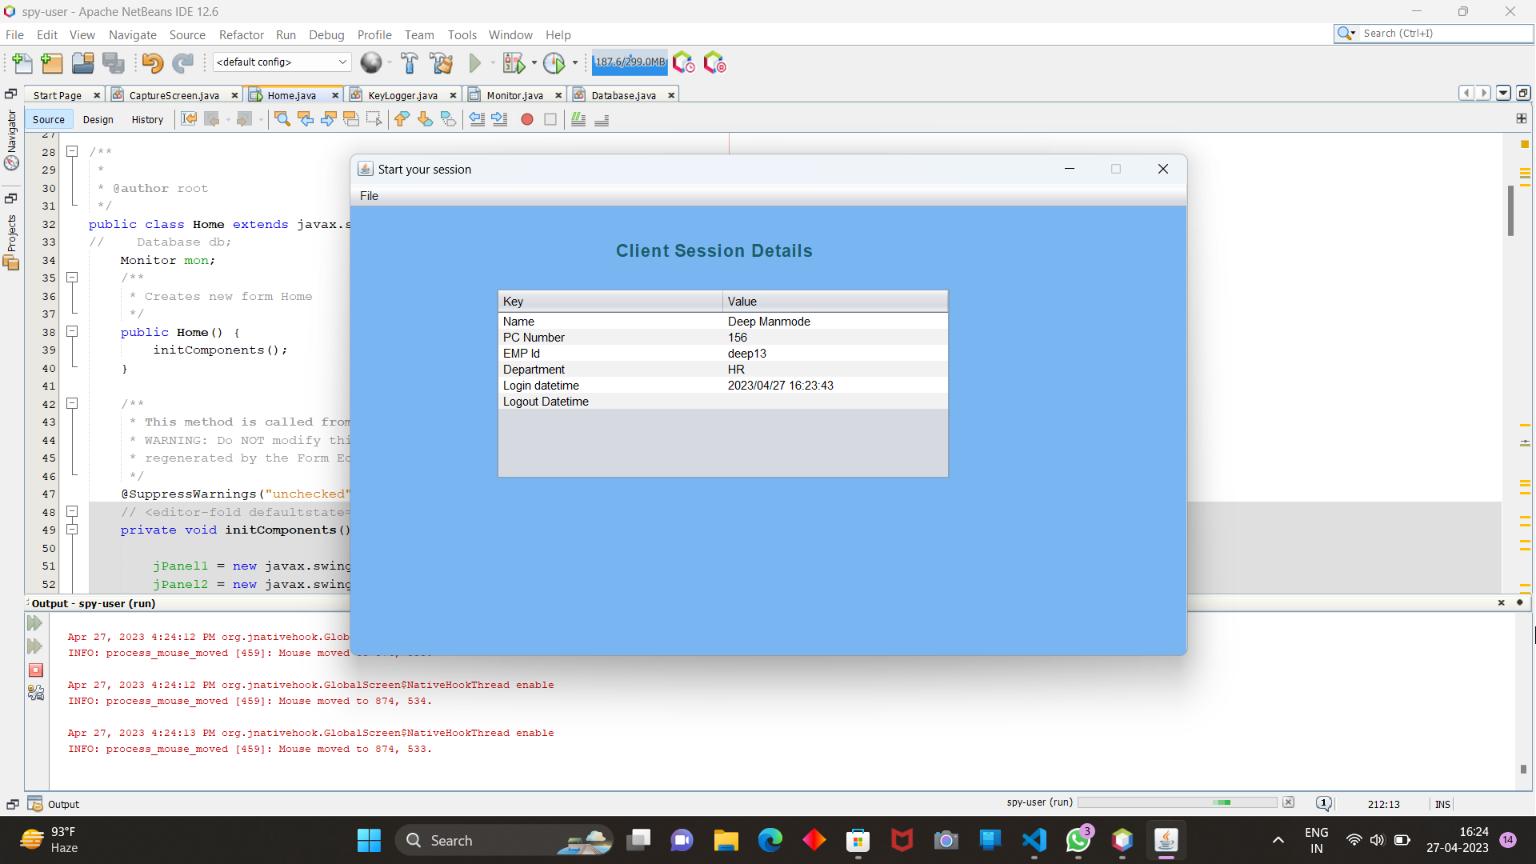 spy-user - Apache NetBeans IDE 12.6
File Edit View Navigate Source Refactor Run Debug Profile Team Tools Window Help
Search (Ctrl+I)
<default config>
187.6/299.0MB
Start Page CaptureScreen.java Home.java KeyLogger.java Monitor.java Database.java
Source Design History
Navigator
Projects
27
28 /**
29 *
30 * @author root
31 */
32 public class Home extends javax.s
33 // Database db;
34 Monitor mon;
35 /**
36 * Creates new form Home
37 */
38 public Home() {
39 initComponents();
40 }
41
42 /**
43 * This method is called from
44 * WARNING: Do NOT modify thi
45 * regenerated by the Form Ed
46 */
47 @SuppressWarnings("unchecked"
48 // <editor-fold defaultstate=
49 private void initComponents()
50
51 jPanel1 = new javax.swing
52 jPanel2 = new javax.swing
Start your session
File
Client Session Details
Key Value
Name Deep Manmode
PC Number 156
EMP Id deep13
Department HR
Login datetime 2023/04/27 16:23:43
Logout Datetime
Output - spy-user (run)
Apr 27, 2023 4:24:12 PM org.jnativehook.Glob
INFO: process_mouse_moved [459]: Mouse moved
Apr 27, 2023 4:24:12 PM org.jnativehook.GlobalScreen$NativeHookThread enable
INFO: process_mouse_moved [459]: Mouse moved to 874, 534.
Apr 27, 2023 4:24:13 PM org.jnativehook.GlobalScreen$NativeHookThread enable
INFO: process_mouse_moved [459]: Mouse moved to 874, 533.
Output
spy-user (run)
1
212:13
INS
93°F
Haze
Search
3
ENG
IN
16:24
27-04-2023
14